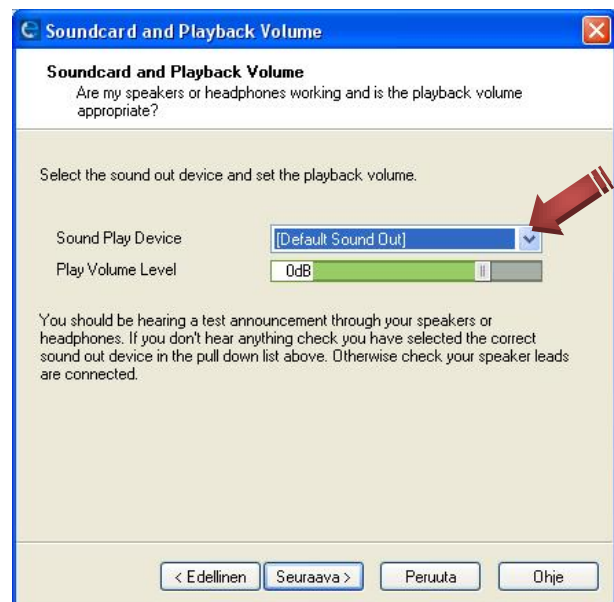 Soundcard and Playback Volume
Soundcard and Playback Volume
Are my speakers or headphones working and is the playback volume
appropriate?
Select the sound out device and set the playback volume.
Sound Play Device
[Default Sound Out]
Play Volume Level
0dB
You should be hearing a test announcement through your speakers or
headphones. If you don't hear anything check you have selected the correct
sound out device in the pull down list above. Otherwise check your speaker leads
are connected.
< Edellinen
Seuraava >
Peruuta
Ohje